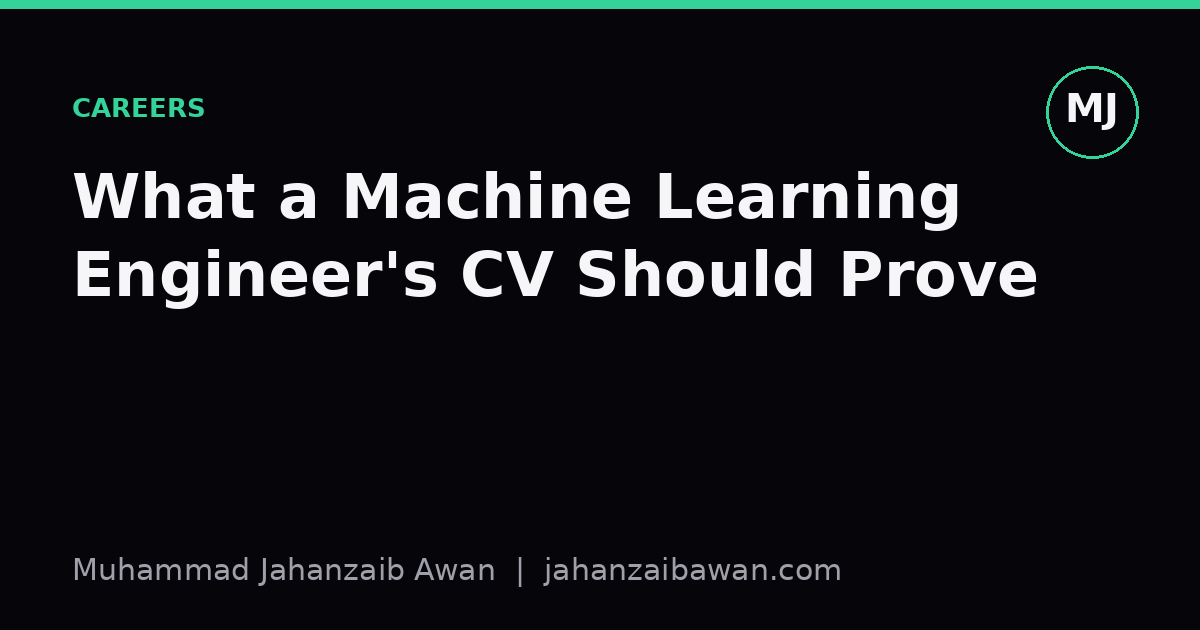 CAREERS
MJ
What a Machine Learning
Engineer's CV Should Prove
Muhammad Jahanzaib Awan | jahanzaibawan.com